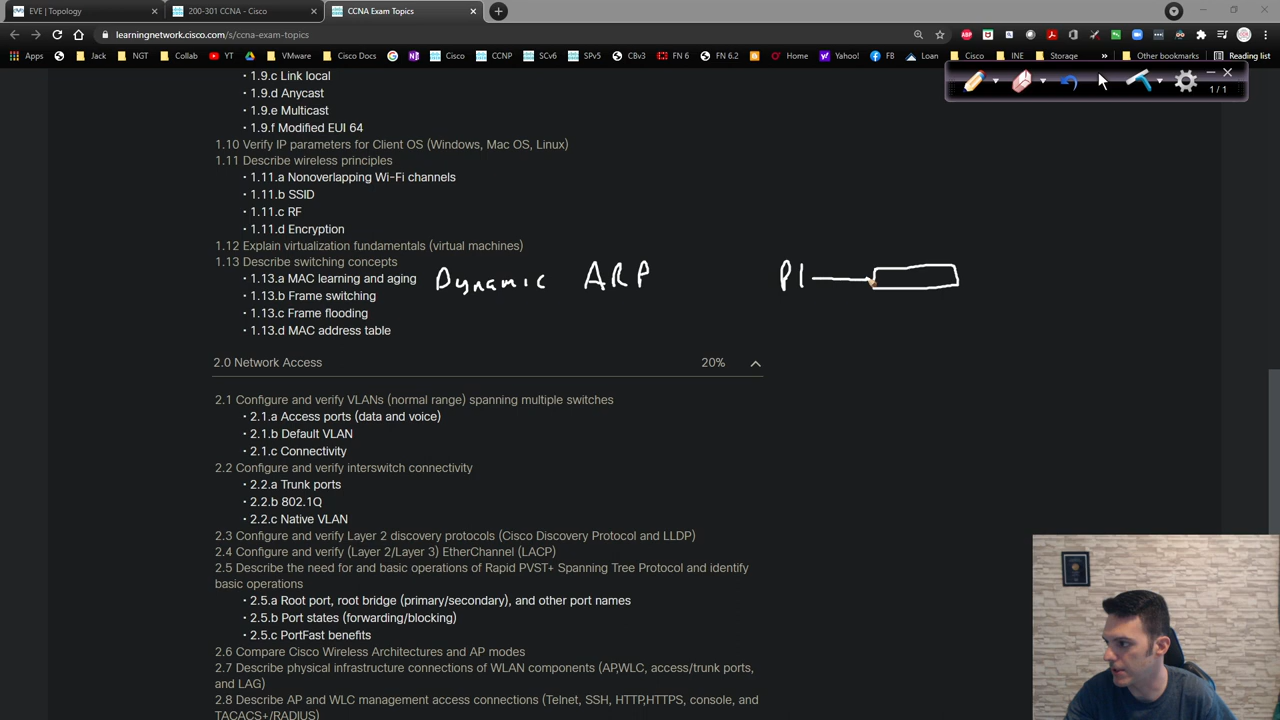 EVE | Topology
200-301 CCNA - Cisco
CCNA Exam Topics
learningnetwork.cisco.com/s/ccna-exam-topics
Apps Jack NGT Collab VMware Cisco Docs YT Cisco CCNP SCv6 SPv5 CBv3 FN 6 FN 6.2 Home Yahoo! Loan Cisco INE Storage » Other bookmarks Reading list
1/1
• 1.9.c Link local
• 1.9.d Anycast
• 1.9.e Multicast
• 1.9.f Modified EUI 64
1.10 Verify IP parameters for Client OS (Windows, Mac OS, Linux)
1.11 Describe wireless principles
• 1.11.a Nonoverlapping Wi-Fi channels
• 1.11.b SSID
• 1.11.c RF
• 1.11.d Encryption
1.12 Explain virtualization fundamentals (virtual machines)
1.13 Describe switching concepts
• 1.13.a MAC learning and aging Dynamic ARP P1
• 1.13.b Frame switching
• 1.13.c Frame flooding
• 1.13.d MAC address table
2.0 Network Access 20%
2.1 Configure and verify VLANs (normal range) spanning multiple switches
• 2.1.a Access ports (data and voice)
• 2.1.b Default VLAN
• 2.1.c Connectivity
2.2 Configure and verify interswitch connectivity
• 2.2.a Trunk ports
• 2.2.b 802.1Q
• 2.2.c Native VLAN
2.3 Configure and verify Layer 2 discovery protocols (Cisco Discovery Protocol and LLDP)
2.4 Configure and verify (Layer 2/Layer 3) EtherChannel (LACP)
2.5 Describe the need for and basic operations of Rapid PVST+ Spanning Tree Protocol and identify
basic operations
• 2.5.a Root port, root bridge (primary/secondary), and other port names
• 2.5.b Port states (forwarding/blocking)
• 2.5.c PortFast benefits
2.6 Compare Cisco Wireless Architectures and AP modes
2.7 Describe physical infrastructure connections of WLAN components (AP,WLC, access/trunk ports,
and LAG)
2.8 Describe AP and WLC management access connections (Telnet, SSH, HTTP,HTTPS, console, and
TACACS+/RADIUS)